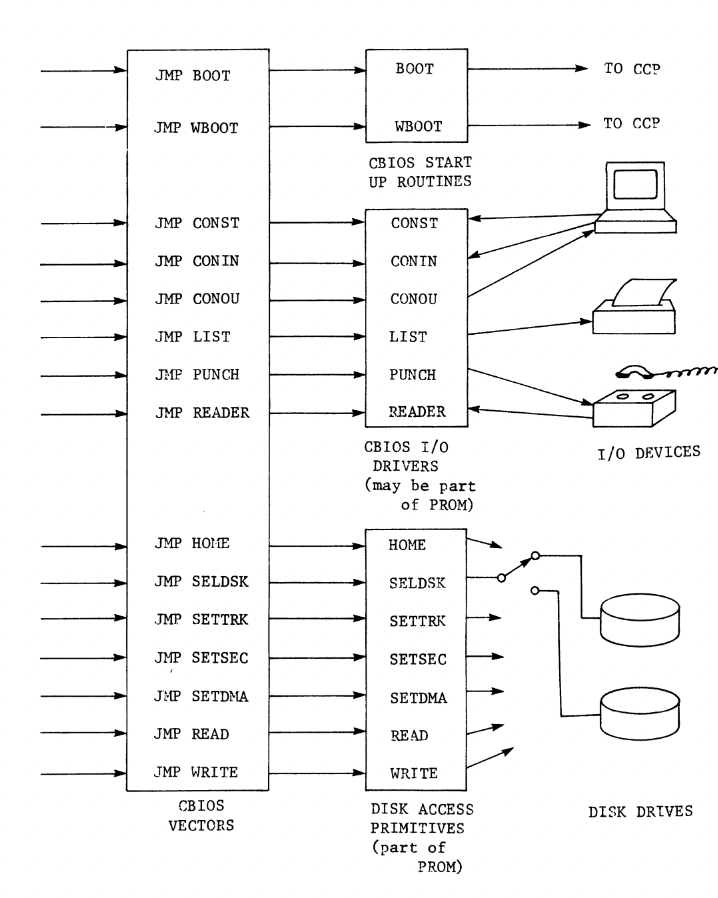 JMP BOOT
BOOT
TO CCP
JMP WBOOT
WBOOT
TO CCP
CBIOS START
UP ROUTINES
JMP CONST
CONST
JMP CONIN
CONIN
JMP CONOU
CONOU
JMP LIST
LIST
JMP PUNCH
PUNCH
JMP READER
READER
CBIOS I/O
DRIVERS
(may be part
of PROM)
I/O DEVICES
JMP HOME
HOME
JMP SELDSK
SELDSK
JMP SETTRK
SETTRK
JMP SETSEC
SETSEC
JMP SETDMA
SETDMA
JMP READ
READ
JMP WRITE
WRITE
CBIOS
VECTORS
DISK ACCESS
PRIMITIVES
(part of
PROM)
DISK DRIVES